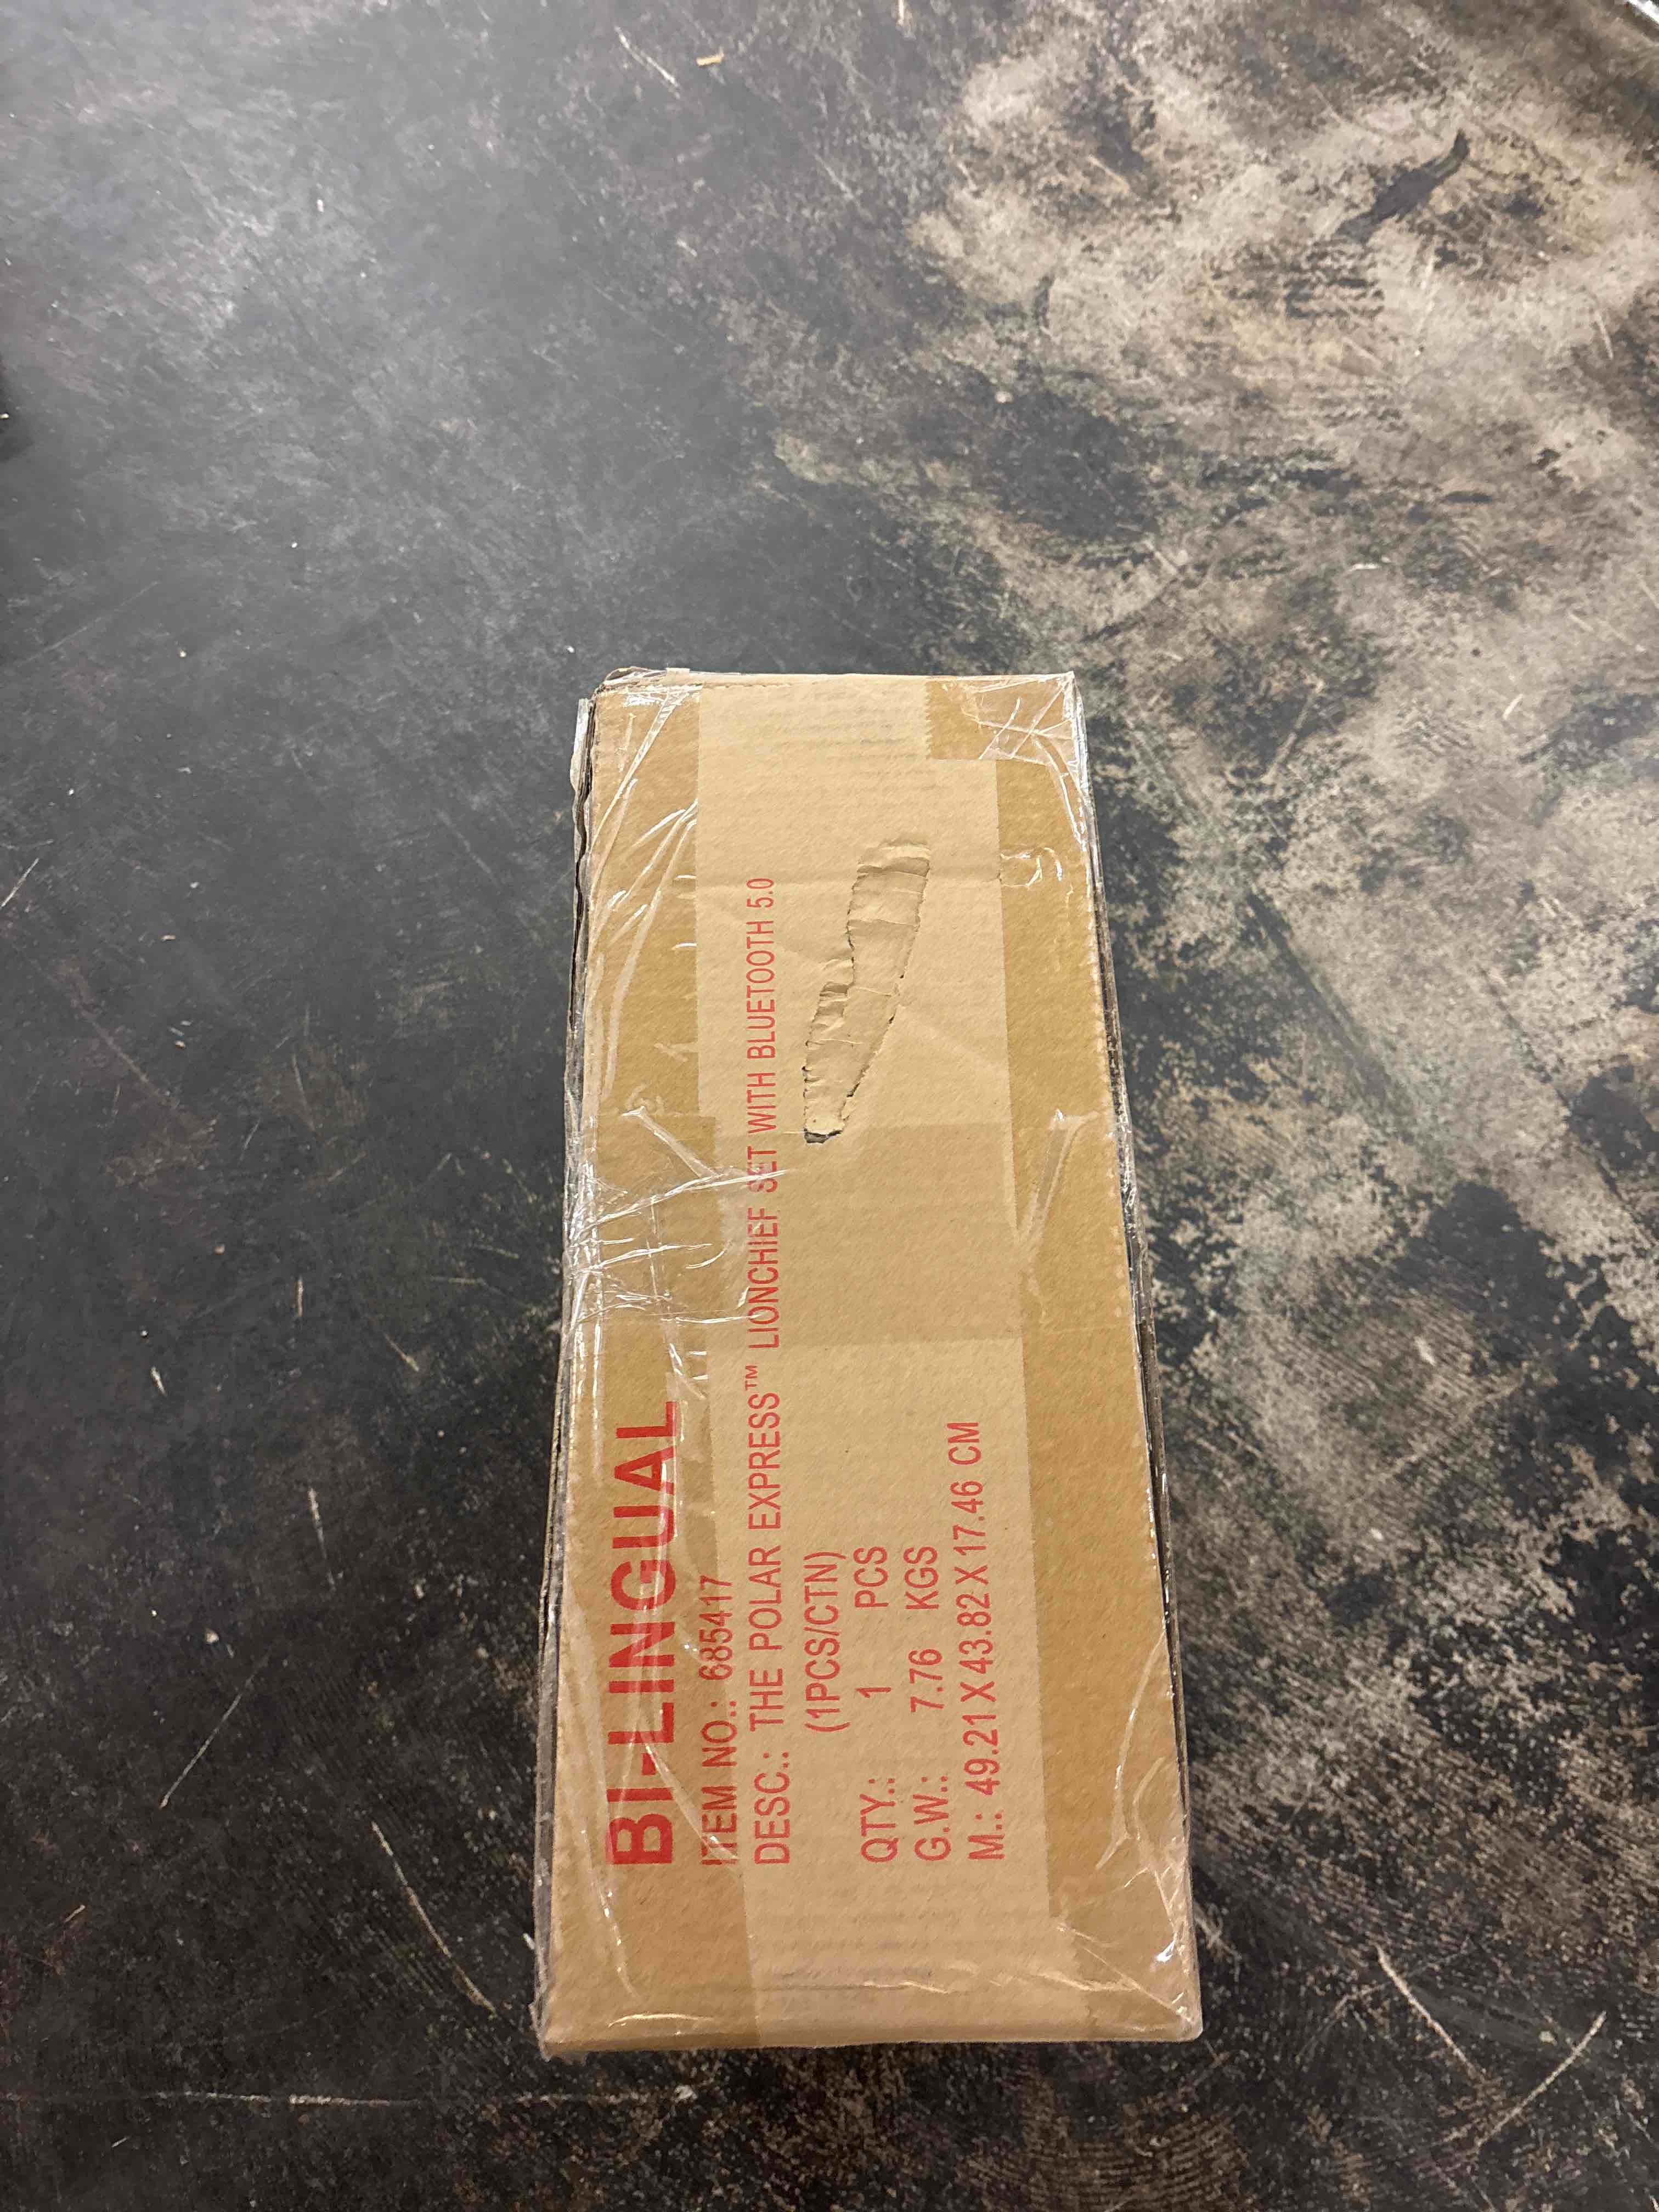 BI-LINGUAL
ITEM NO.: 685417
DESC.: THE POLAR EXPRESS™ LIONCHIEF SET WITH BLUETOOTH 5.0
(1PCS/CTN)
QTY.: 1 PCS
G.W.: 7.76 KGS
M.: 49.21 X 43.82 X 17.46 CM